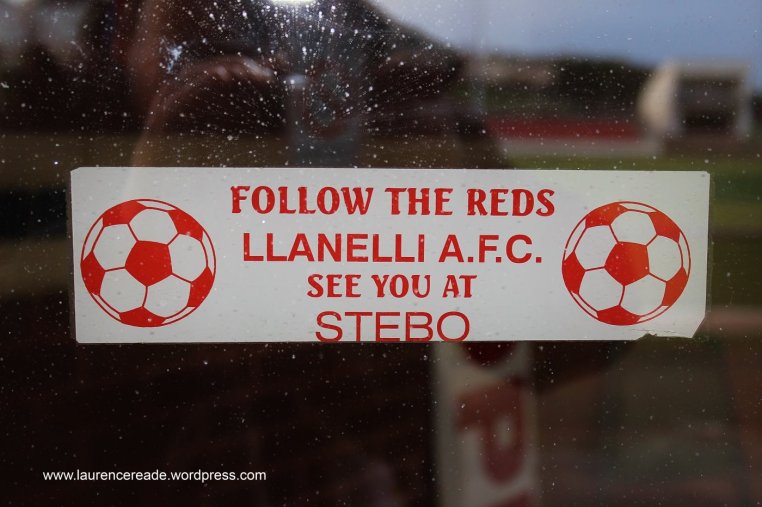 FOLLOW THE REDS
LLANELLI A.F.C.
SEE YOU AT
STEBO
www.laurencereade.wordpress.com